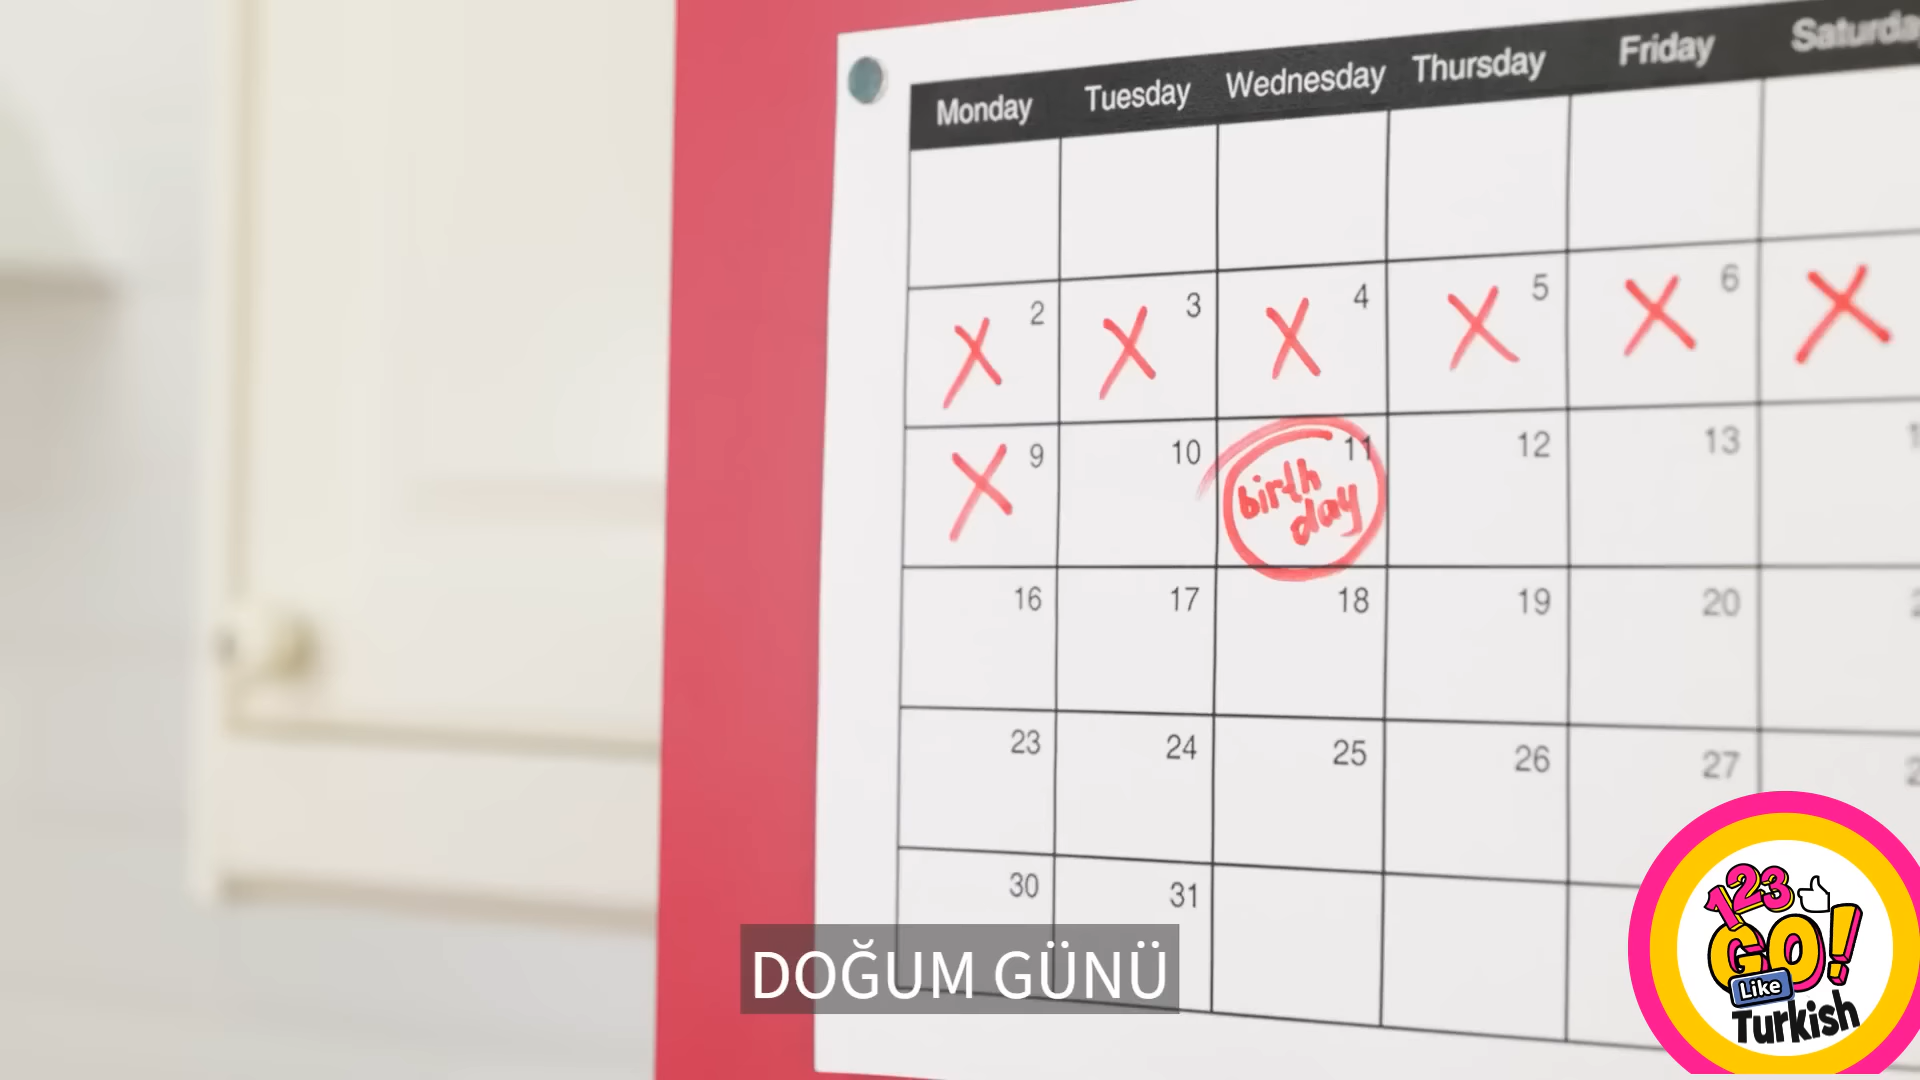 Monday Tuesday Wednesday Thursday Friday
2 3 4 5 6
9 10 11 12 13
birth
day
16 17 18 19 20
23 24 25 26 27
30 31
DOĞUM GÜNÜ
123
GO!
Like
Turkish